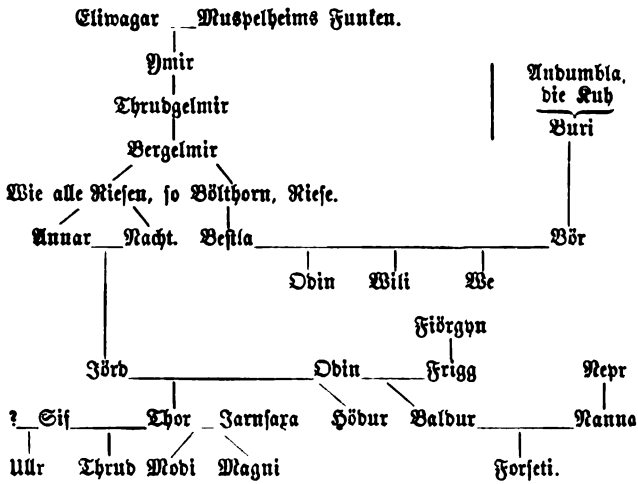 Eliwagar Muspelheims Funken.
Ymir
Andumbla,
die Kuh
Thrudgelmir
Buri
Bergelmir
Wie alle Riesen, so Bölthorn, Riese.
Annar Nacht. Bestla Bör
Odin Wili We
Fiörgyn
Jörd Odin Frigg Nepr
? Sif Thor Jarnsaxa Hödur Baldur Nanna
Ullr Thrud Modi Magni Forseti.